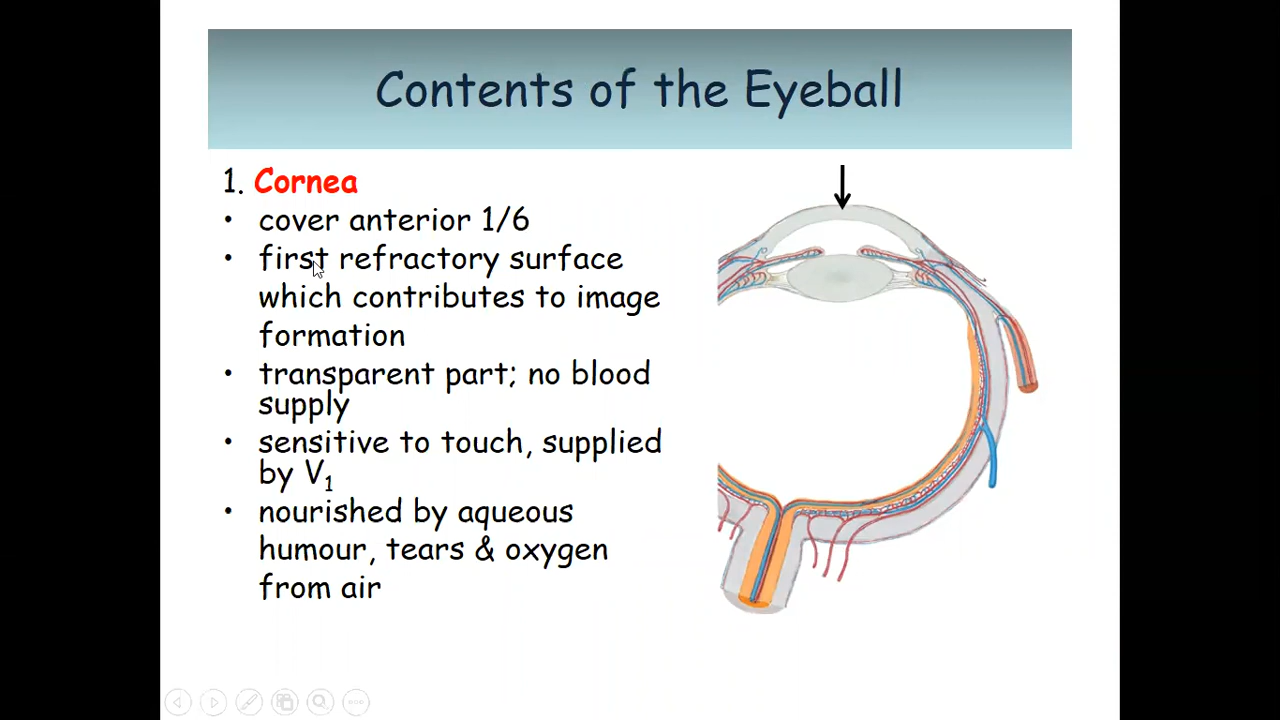 Contents of the Eyeball
1. Cornea
• cover anterior 1/6
• first refractory surface
which contributes to image
formation
• transparent part; no blood
supply
• sensitive to touch, supplied
by V₁
• nourished by aqueous
humour, tears & oxygen
from air